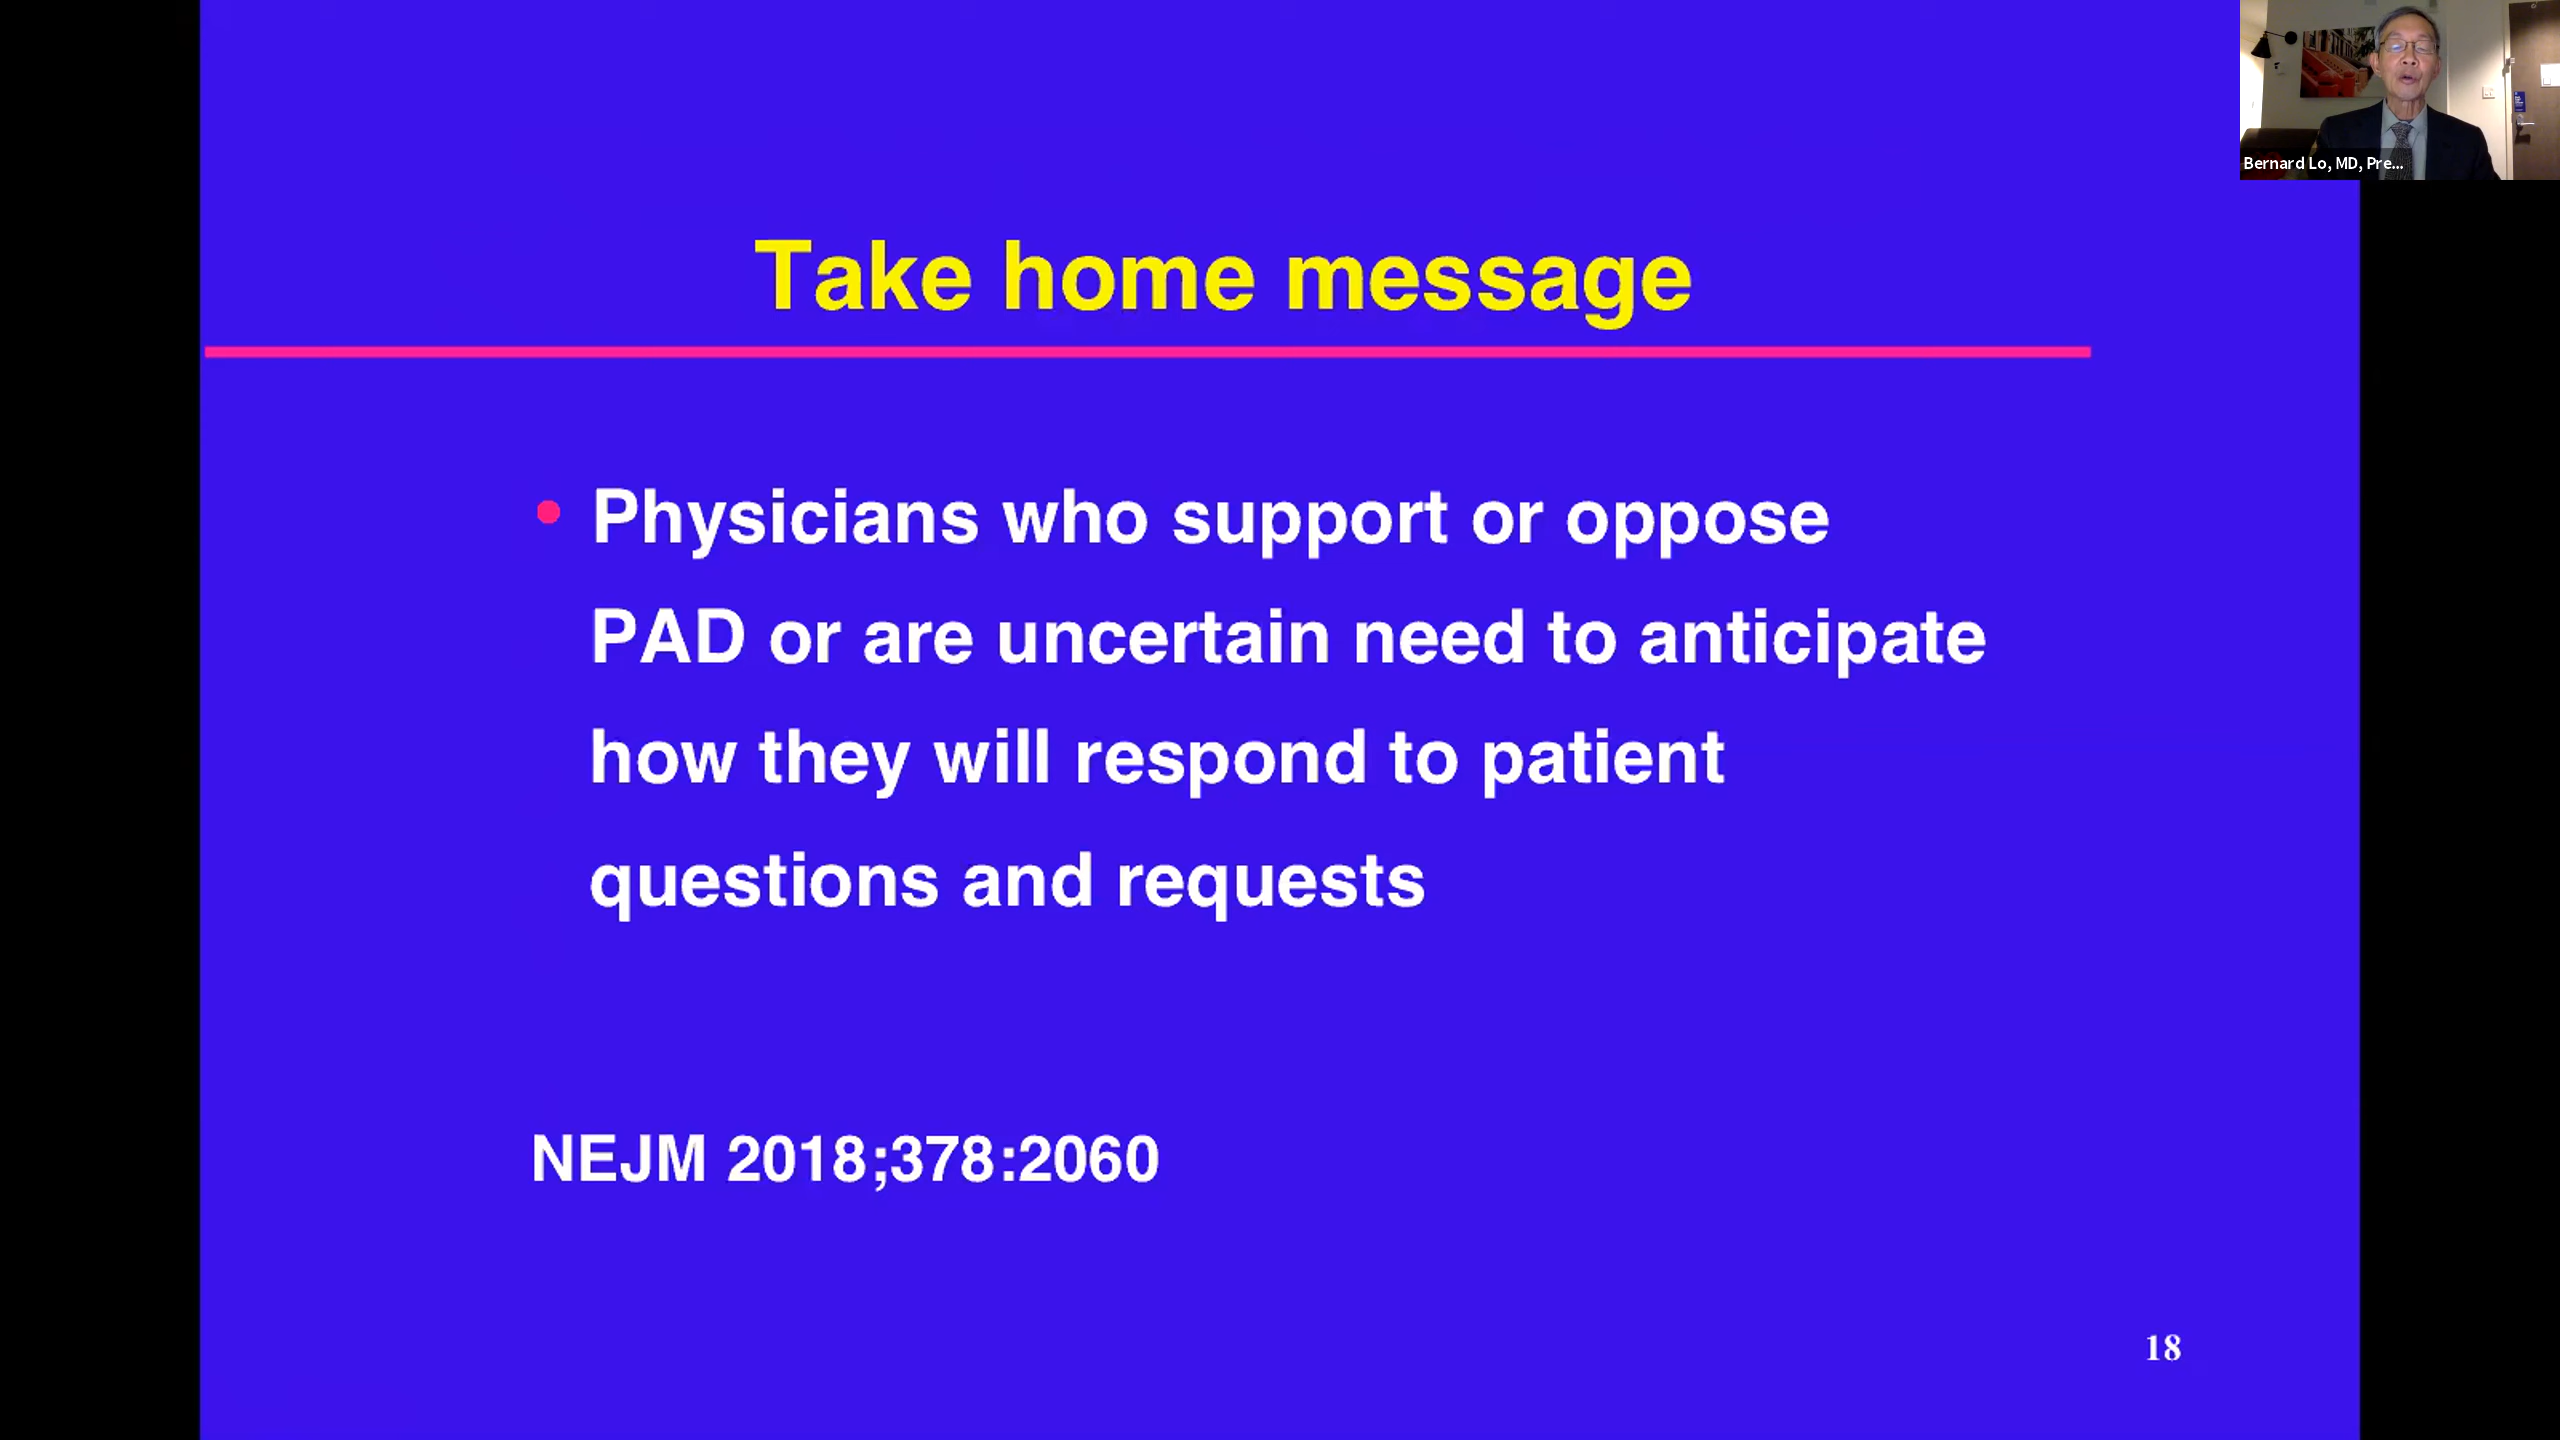 Take home message
• Physicians who support or oppose
PAD or are uncertain need to anticipate
how they will respond to patient
questions and requests
NEJM 2018;378:2060
18
Bernard Lo, MD, Pre...